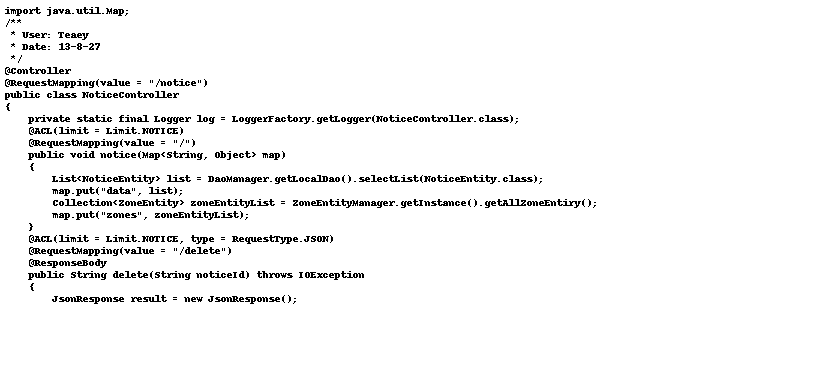 import java.util.Map;
/**
 * User: Teaey
 * Date: 13-8-27
 */
@Controller
@RequestMapping(value = "/notice")
public class NoticeController
{
    private static final Logger log = LoggerFactory.getLogger(NoticeController.class);
    @ACL(limit = Limit.NOTICE)
    @RequestMapping(value = "/")
    public void notice(Map<String, Object> map)
    {
        List<NoticeEntity> list = DaoManager.getLocalDao().selectList(NoticeEntity.class);
        map.put("data", list);
        Collection<ZoneEntity> zoneEntityList = ZoneEntityManager.getInstance().getAllZoneEntiry();
        map.put("zones", zoneEntityList);
    }
    @ACL(limit = Limit.NOTICE, type = RequestType.JSON)
    @RequestMapping(value = "/delete")
    @ResponseBody
    public String delete(String noticeId) throws IOException
    {
        JsonResponse result = new JsonResponse();